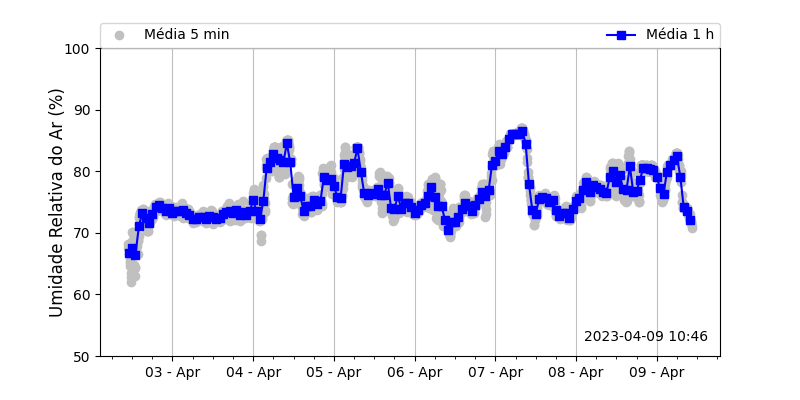 Média 5 min
Média 1 h
Umidade Relativa do Ar (%)
100
90
80
70
60
50
2023-04-09 10:46
03 - Apr
04 - Apr
05 - Apr
06 - Apr
07 - Apr
08 - Apr
09 - Apr